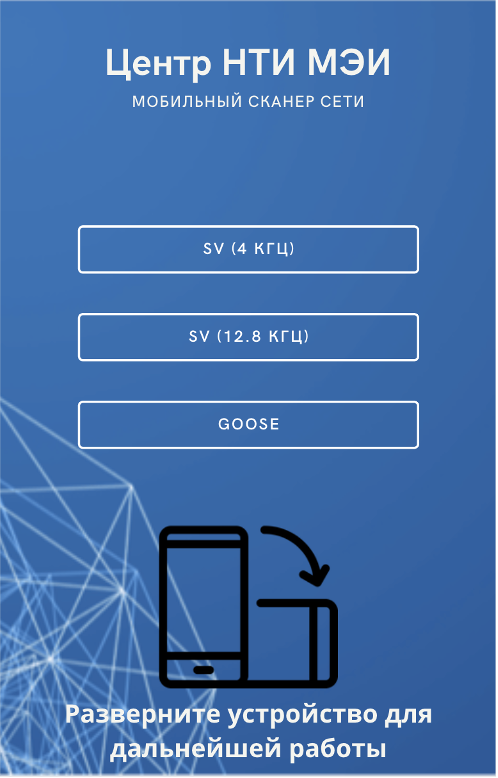 Центр НТИ МЭИ
МОБИЛЬНЫЙ СКАНЕР СЕТИ
SV (4 КГЦ)
SV (12.8 КГЦ)
GOOSE
Разверните устройство для
дальнейшей работы